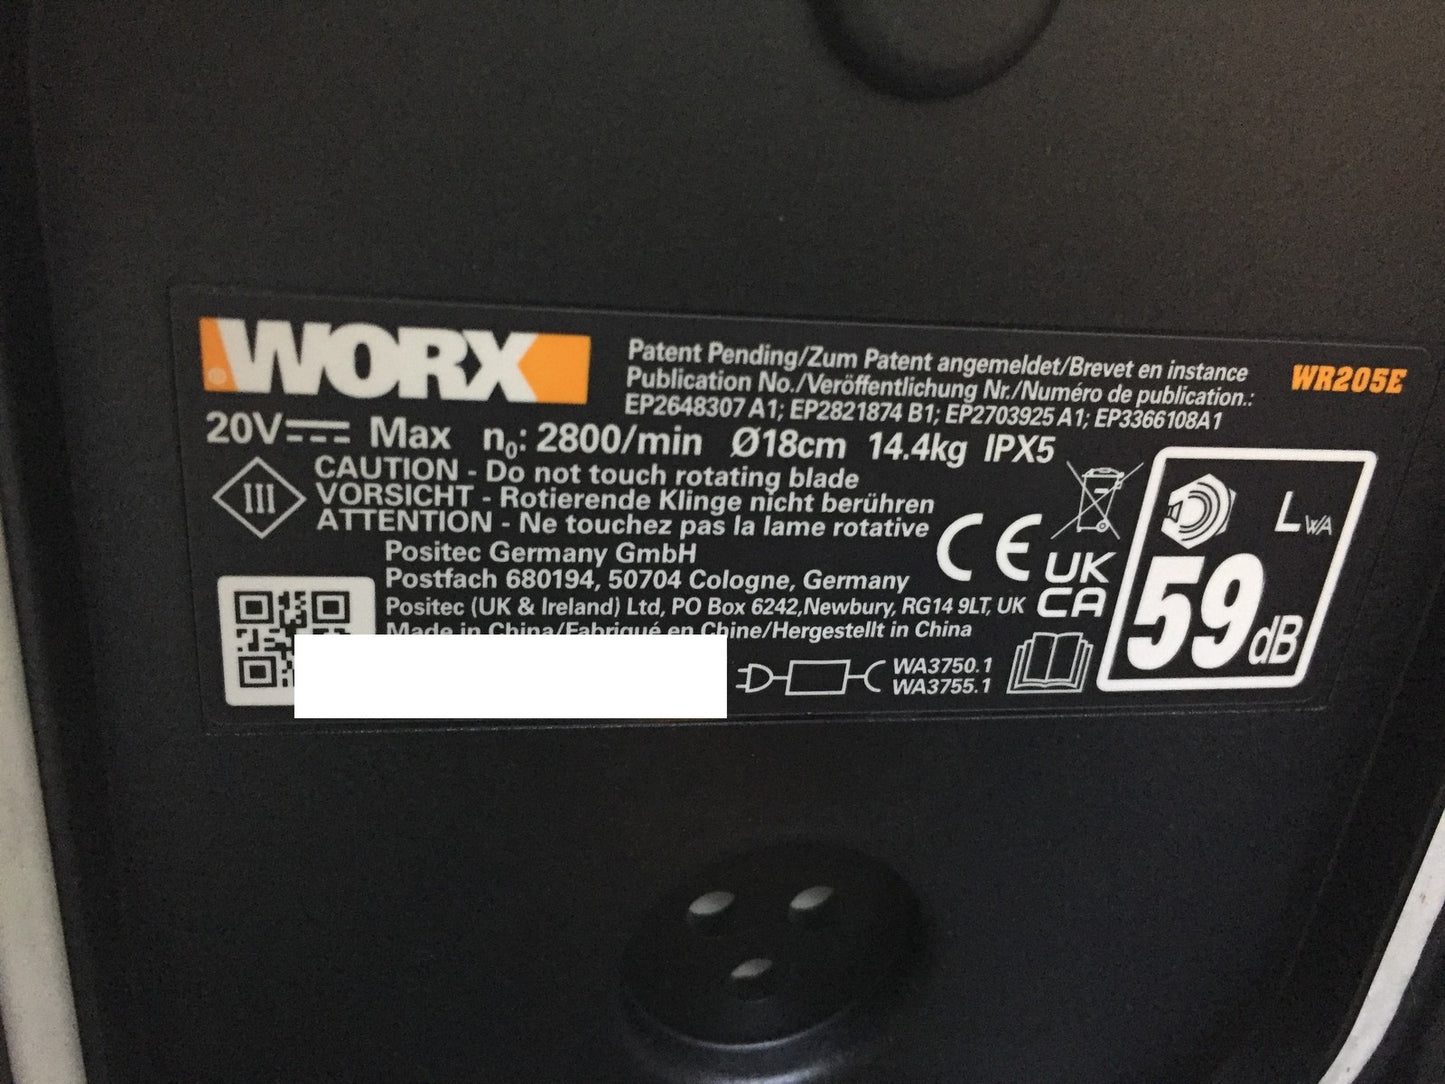 WORX
Patent Pending/Zum Patent angemeldet/Brevet en instance
Publication No./Veröffentlichung Nr./Numéro de publication.:
EP2648307 A1; EP2821874 B1; EP2703925 A1; EP3366108A1
WR205E
20V Max n0: 2800/min Ø18cm 14.4kg IPX5
III
CAUTION - Do not touch rotating blade
VORSICHT - Rotierende Klinge nicht berühren
ATTENTION - Ne touchez pas la lame rotative
Positec Germany GmbH
Postfach 680194, 50704 Cologne, Germany
Positec (UK & Ireland) Ltd, PO Box 6242,Newbury, RG14 9LT, UK
Made in China/Fabriqué en Chine/Hergestellt in China
CE
UK
CA
WA3750.1
WA3755.1
LWA
59dB